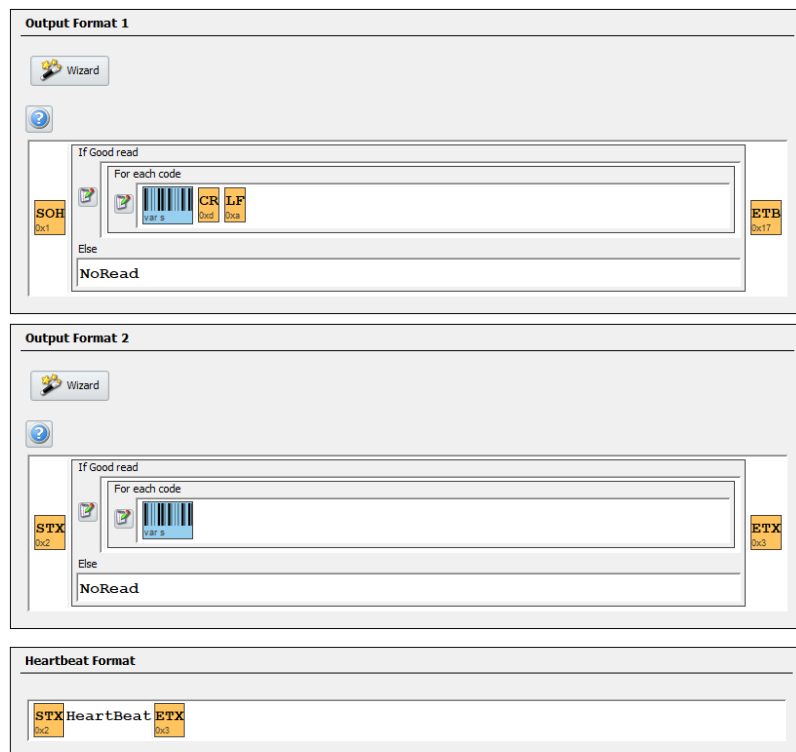 Output Format 1
Wizard
If Good read
For each code
var s
CR LF
0xd 0xa
SOH
0x1
ETB
0x17
Else
NoRead
Output Format 2
Wizard
If Good read
For each code
var s
STX
0x2
ETX
0x3
Else
NoRead
Heartbeat Format
STX HeartBeat ETX
0x2 0x3